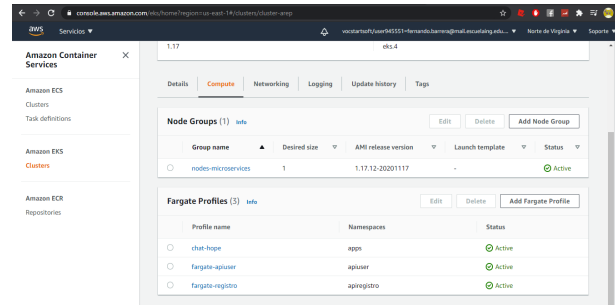 console.aws.amazon.com/eks/home?region=us-east-1#/clusters/cluster-arep
aws Servicios ▼ vocstartsoft/user945551=fernando.barrera@mail.escuelaing.edu.... ▼ Norte de Virginia ▼ Soporte ▼
Amazon Container Services
Amazon ECS
Clusters
Task definitions
Amazon EKS
Clusters
Amazon ECR
Repositories
1.17 eks.4
Details Compute Networking Logging Update history Tags
Node Groups (1) Info Edit Delete Add Node Group
Group name Desired size AMI release version Launch template Status
nodes-microservices 1 1.17.12-20201117 - Active
Fargate Profiles (3) Info Edit Delete Add Fargate Profile
Profile name Namespaces Status
chat-hope apps Active
fargate-apiuser apiuser Active
fargate-registro apiregistro Active